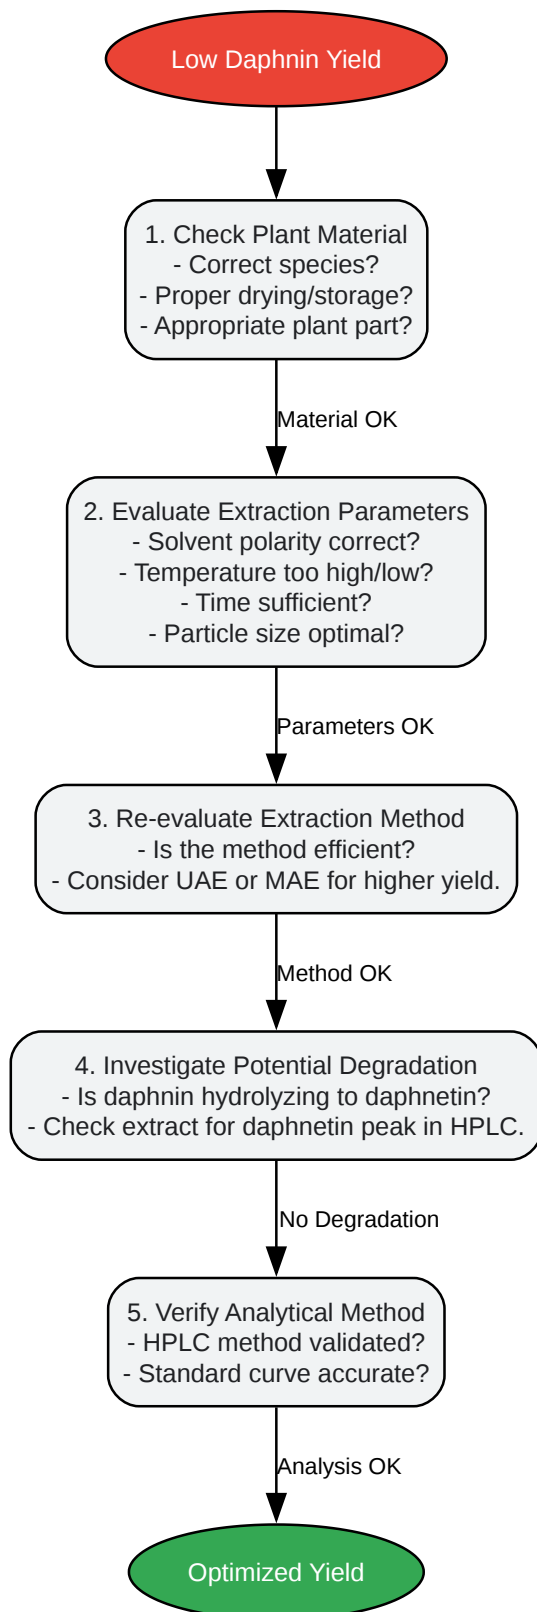 Low Daphnin Yield
1. Check Plant Material
- Correct species?
- Proper drying/storage?
- Appropriate plant part?
Material OK
2. Evaluate Extraction Parameters
- Solvent polarity correct?
- Temperature too high/low?
- Time sufficient?
- Particle size optimal?
Parameters OK
3. Re-evaluate Extraction Method
- Is the method efficient?
- Consider UAE or MAE for higher yield.
Method OK
4. Investigate Potential Degradation
- Is daphnin hydrolyzing to daphnetin?
- Check extract for daphnetin peak in HPLC.
No Degradation
5. Verify Analytical Method
- HPLC method validated?
- Standard curve accurate?
Analysis OK
Optimized Yield